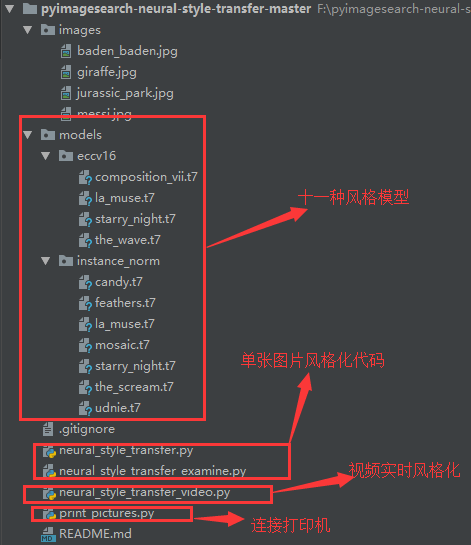 pyimagesearch-neural-style-transfer-master F:\pyimagesearch-neural-s
images
baden_baden.jpg
giraffe.jpg
jurassic_park.jpg
messi.jpg
models
eccv16
composition_vii.t7
la_muse.t7
starry_night.t7
the_wave.t7
十一种风格模型
instance_norm
candy.t7
feathers.t7
la_muse.t7
mosaic.t7
starry_night.t7
the_scream.t7
udnie.t7
单张图片风格化代码
.gitignore
neural_style_transfer.py
neural_style_transfer_examine.py
视频实时风格化
neural_style_transfer_video.py
print_pictures.py
连接打印机
README.md